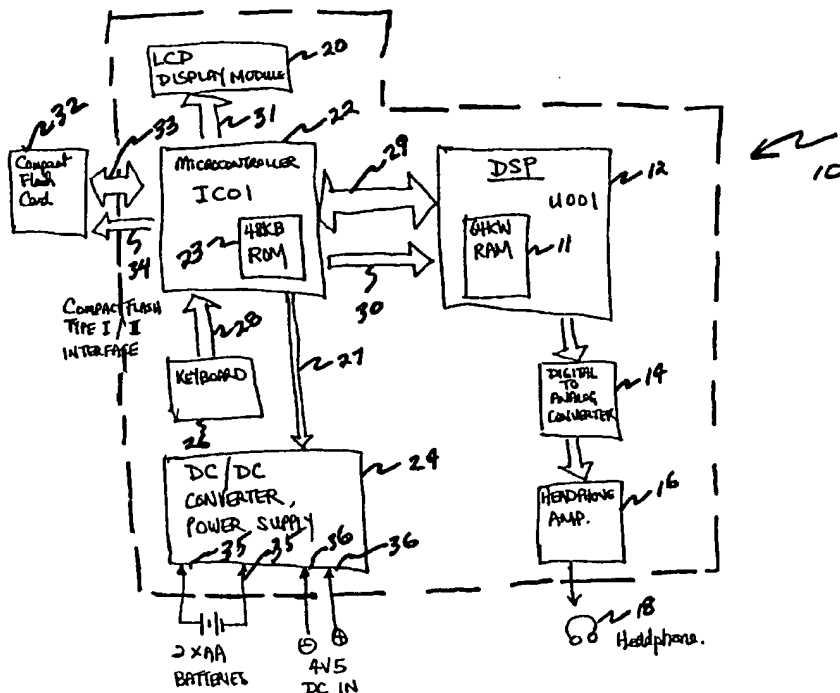 LCD
DISPLAY MODULE
20
31
22
32
33
Compact
Flash
Card
34
MICROCONTROLLER
IC01
23
48KB
ROM
29
30
DSP
U001
12
64KW
RAM
11
10
COMPACT FLASH
TYPE I / II
INTERFACE
28
KEYBOARD
26
27
DIGITAL
TO
ANALOG
CONVERTER
14
DC/DC
CONVERTER,
POWER SUPPLY
24
35 35 36 36
HEADPHONE
AMP.
16
18
Headphone.
2 x AA
BATTERIES
⊖ ⊕
4V5
DC IN